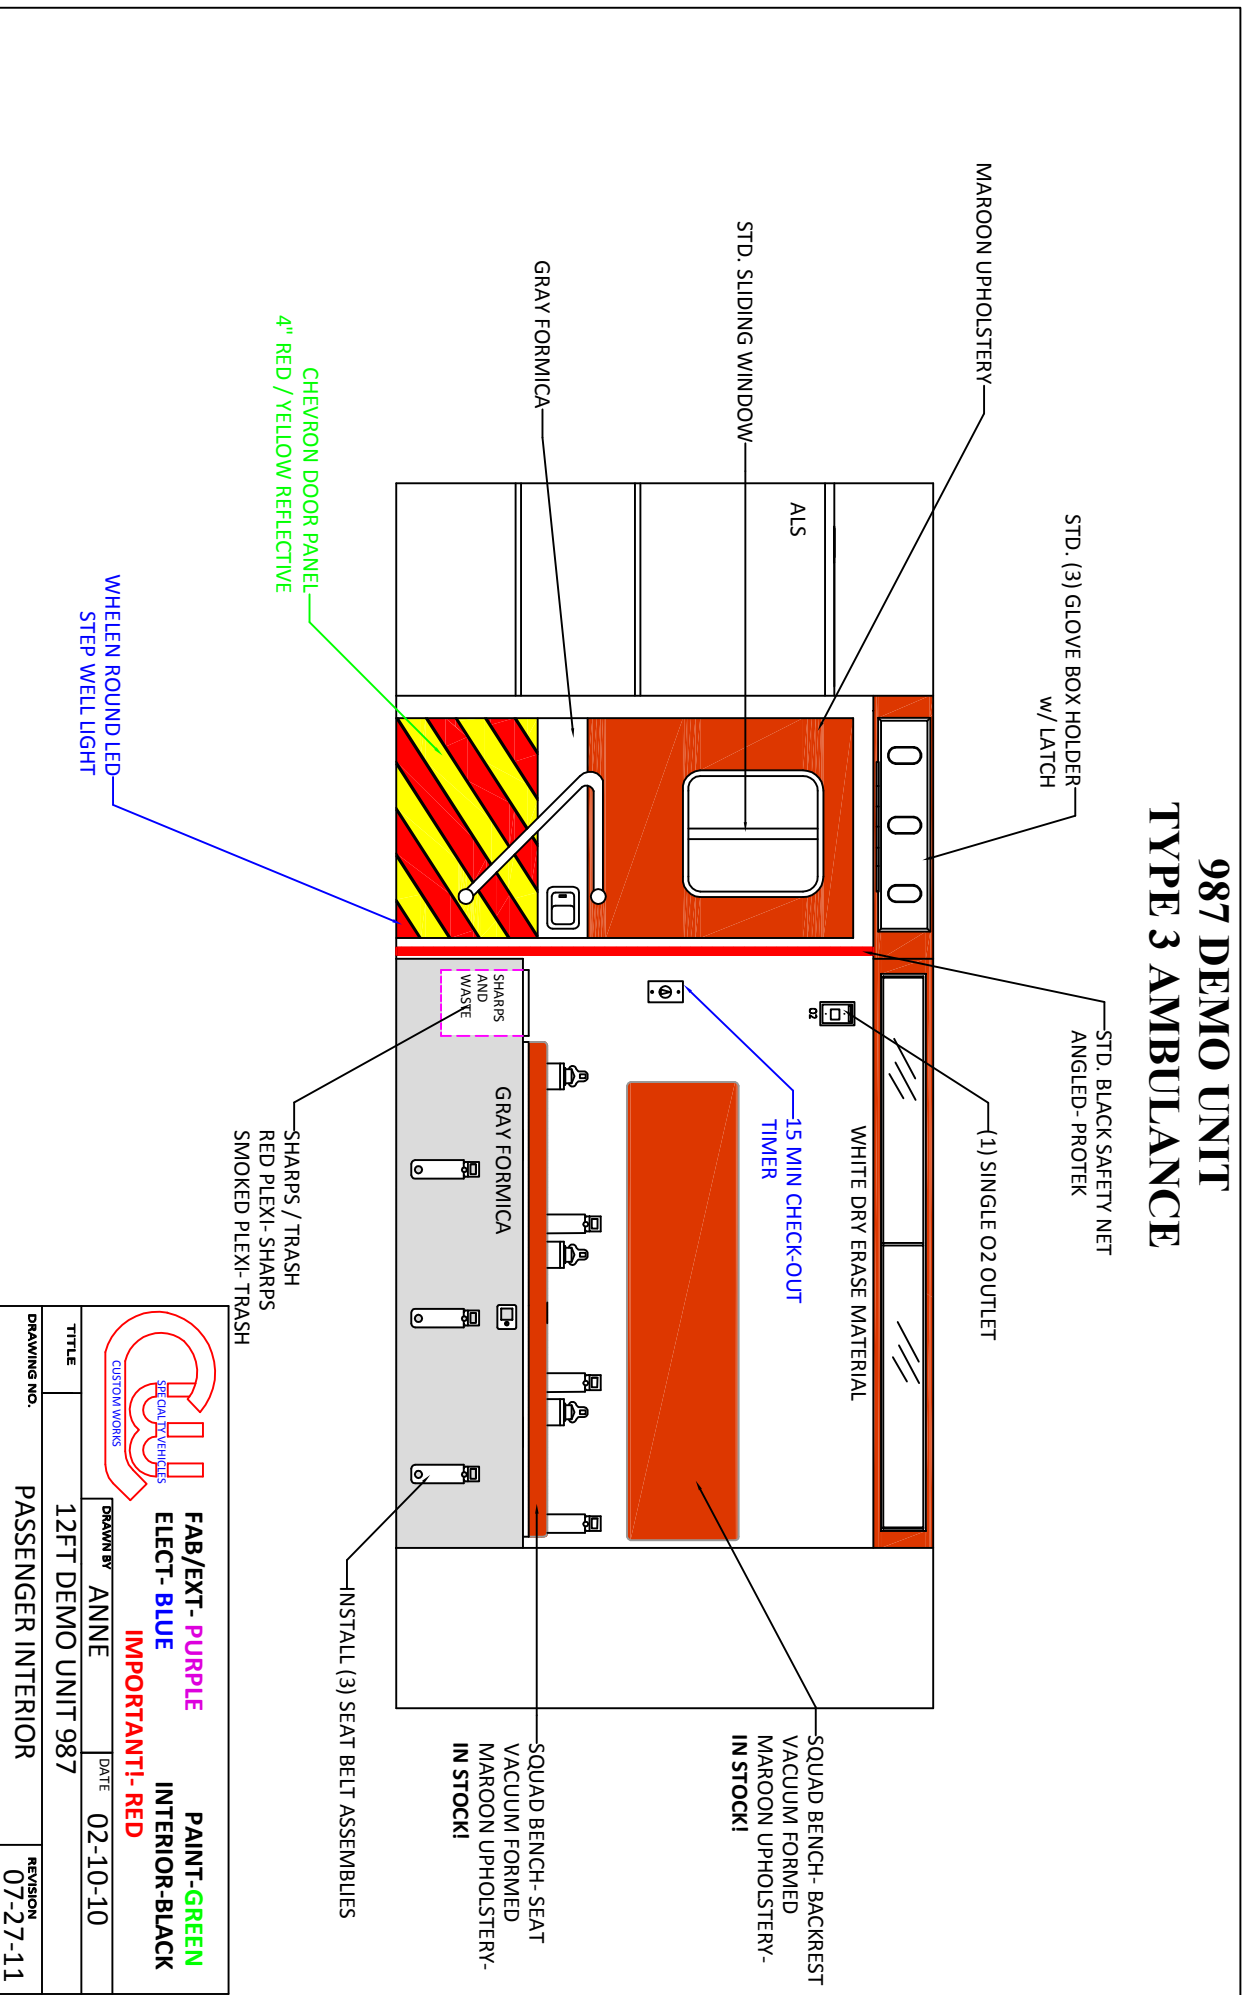 987 DEMO UNIT
TYPE 3 AMBULANCE
STD. (3) GLOVE BOX HOLDER
w/ LATCH
STD. BLACK SAFETY NET
ANGLED- PROTEK
MAROON UPHOLSTERY
(1) SINGLE O2 OUTLET
STD. SLIDING WINDOW
ALS
O2
WHITE DRY ERASE MATERIAL
15 MIN CHECK-OUT
TIMER
SQUAD BENCH- BACKREST
VACUUM FORMED
MAROON UPHOLSTERY-
IN STOCK!
GRAY FORMICA
SHARPS
AND
WASTE
GRAY FORMICA
SQUAD BENCH- SEAT
VACUUM FORMED
MAROON UPHOLSTERY-
IN STOCK!
CHEVRON DOOR PANEL
4" RED / YELLOW REFLECTIVE
INSTALL (3) SEAT BELT ASSEMBLIES
SHARPS / TRASH
RED PLEXI- SHARPS
SMOKED PLEXI- TRASH
WHELEN ROUND LED
STEP WELL LIGHT
SPECIALTY VEHICLES
CUSTOM WORKS
FAB/EXT- PURPLE PAINT-GREEN
ELECT- BLUE INTERIOR-BLACK
IMPORTANT!- RED
DRAWN BY ANNE DATE 02-10-10
TITLE 12FT DEMO UNIT 987
DRAWING NO. PASSENGER INTERIOR REVISION 07-27-11